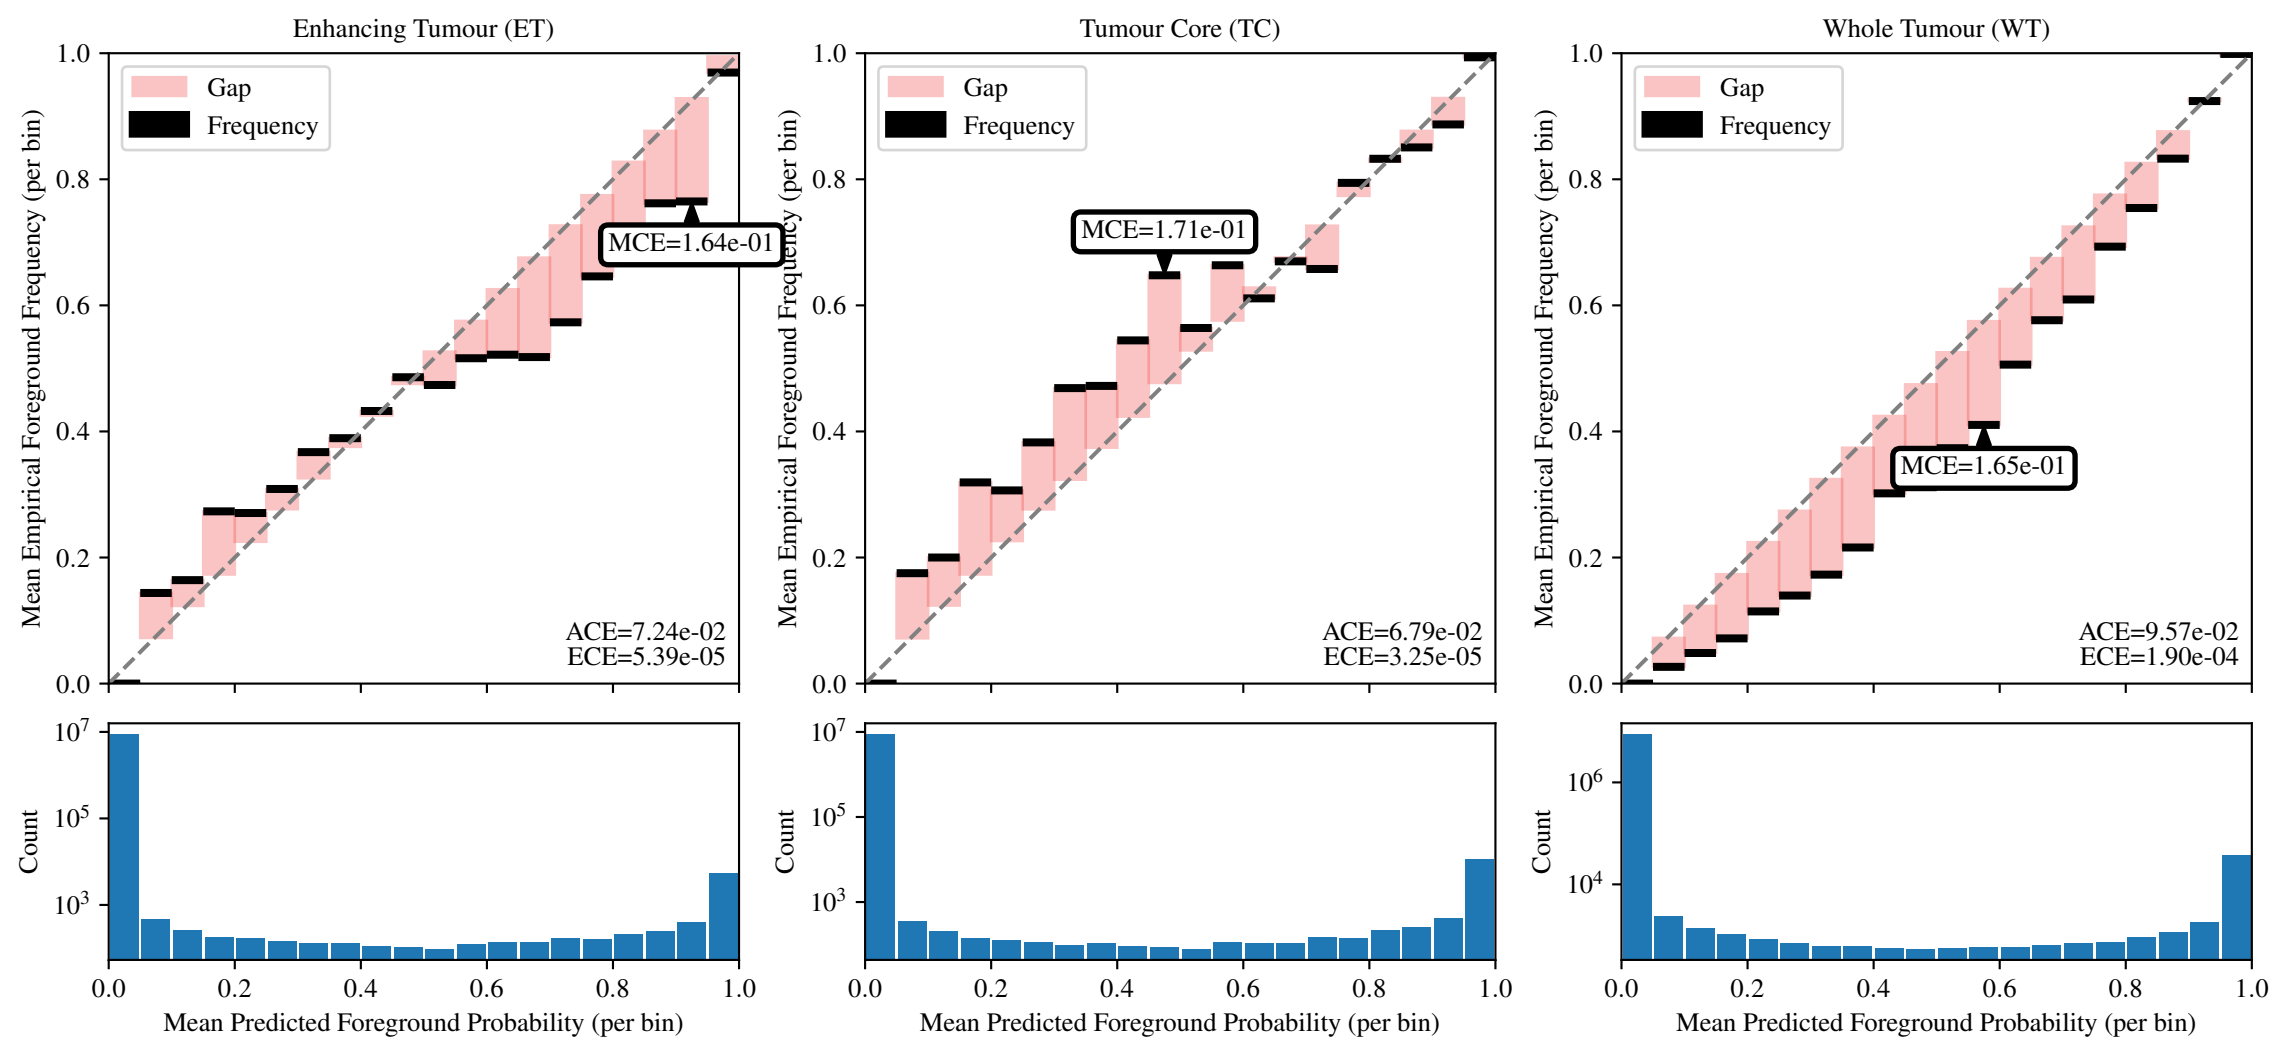 Enhancing Tumour (ET)
Mean Empirical Foreground Frequency (per bin)
1.0
0.8
0.6
0.4
0.2
0.0
Gap
Frequency
MCE=1.64e-01
ACE=7.24e-02
ECE=5.39e-05
Count
10^7
10^5
10^3
0.0 0.2 0.4 0.6 0.8 1.0
Mean Predicted Foreground Probability (per bin)
Tumour Core (TC)
Mean Empirical Foreground Frequency (per bin)
1.0
0.8
0.6
0.4
0.2
0.0
Gap
Frequency
MCE=1.71e-01
ACE=6.79e-02
ECE=3.25e-05
Count
10^7
10^5
10^3
0.0 0.2 0.4 0.6 0.8 1.0
Mean Predicted Foreground Probability (per bin)
Whole Tumour (WT)
Mean Empirical Foreground Frequency (per bin)
1.0
0.8
0.6
0.4
0.2
0.0
Gap
Frequency
MCE=1.65e-01
ACE=9.57e-02
ECE=1.90e-04
Count
10^6
10^4
0.0 0.2 0.4 0.6 0.8 1.0
Mean Predicted Foreground Probability (per bin)